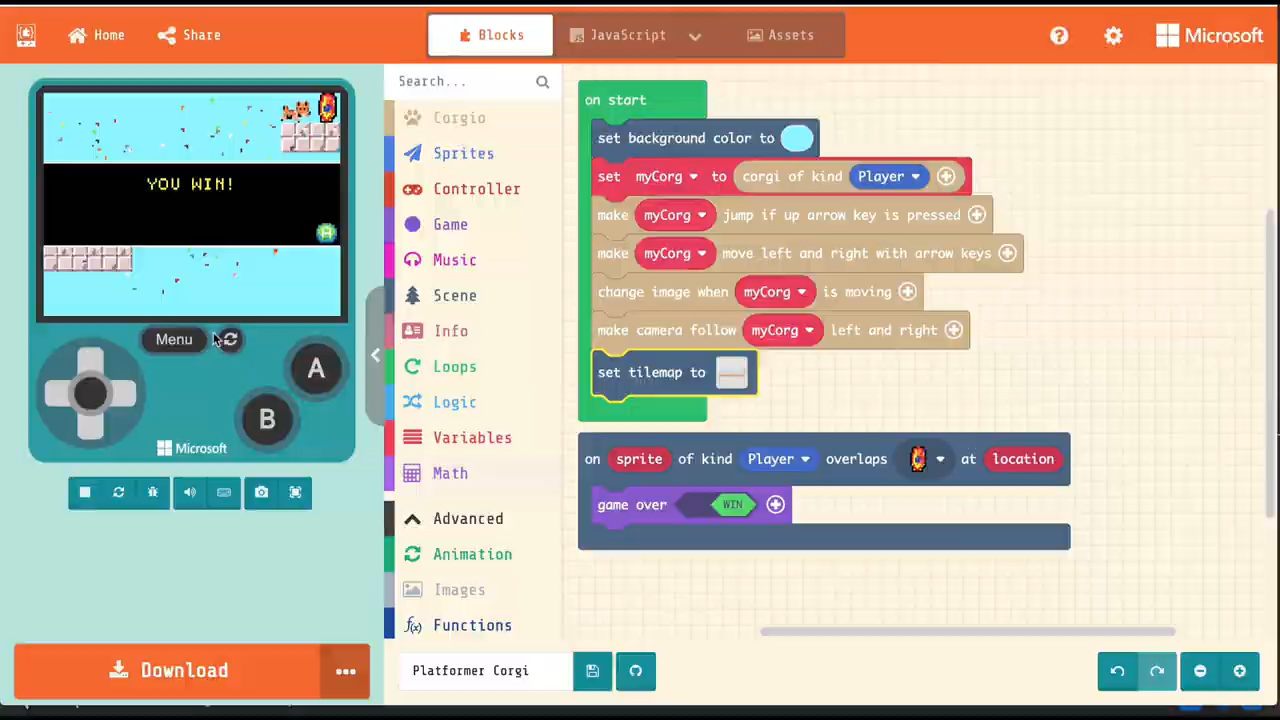 Home
Share
Blocks
JavaScript
Assets
Microsoft
YOU WIN!
A
Menu
A
B
Microsoft
Download
Search...
Corgio
Sprites
Controller
Game
Music
Scene
Info
Loops
Logic
Variables
Math
Advanced
Animation
Images
f(x) Functions
on start
set background color to
set myCorg to corgi of kind Player
make myCorg jump if up arrow key is pressed
make myCorg move left and right with arrow keys
change image when myCorg is moving
make camera follow myCorg left and right
set tilemap to
on sprite of kind Player overlaps at location
game over WIN
Platformer Corgi